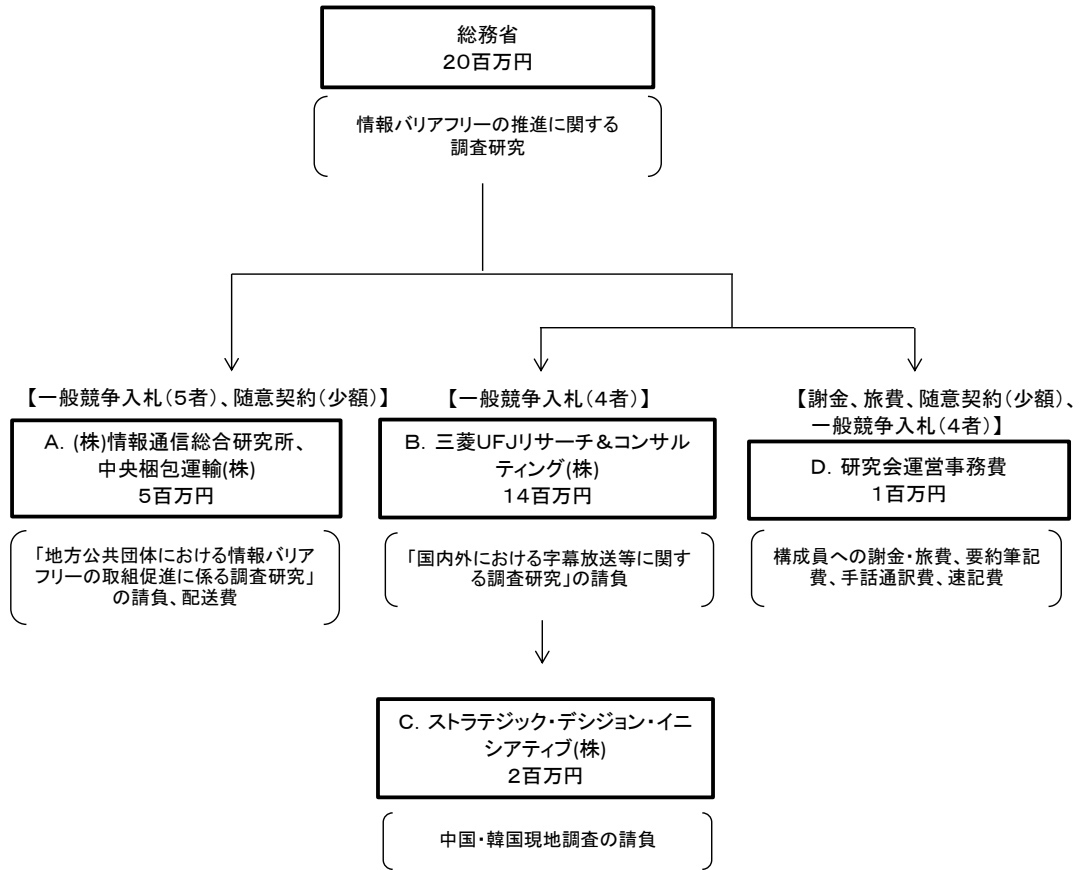 総務省
20百万円
情報バリアフリーの推進に関する
調査研究
【一般競争入札(5者)、随意契約(少額)】
A. (株)情報通信総合研究所、
中央梱包運輸(株)
5百万円
「地方公共団体における情報バリア
フリーの取組促進に係る調査研究」
の請負、配送費
【一般競争入札(4者)】
B. 三菱UFJリサーチ&コンサル
ティング(株)
14百万円
「国内外における字幕放送等に関す
る調査研究」の請負
【謝金、旅費、随意契約(少額)、
一般競争入札(4者)】
D. 研究会運営事務費
1百万円
構成員への謝金・旅費、要約筆記
費、手話通訳費、速記費
C. ストラテジック・デシジョン・イニ
シアティブ(株)
2百万円
中国・韓国現地調査の請負